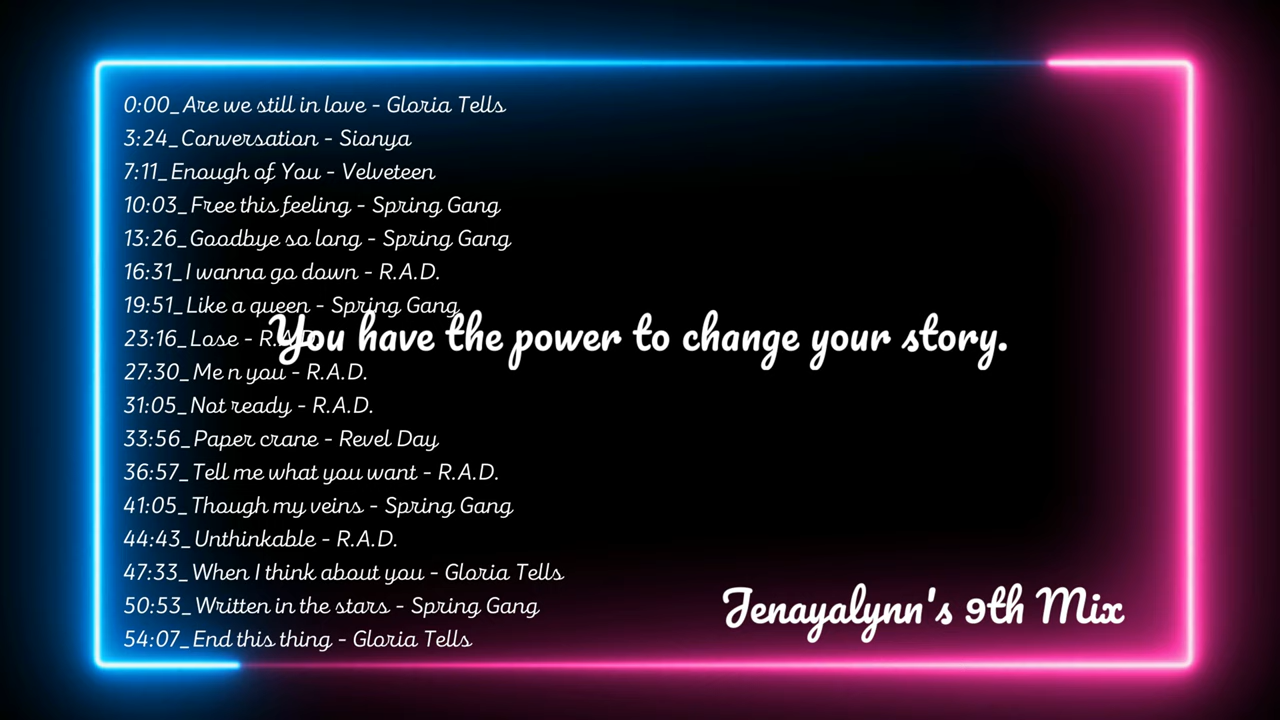 0:00_Are we still in love - Gloria Tells
3:24_Conversation - Sionya
7:11_Enough of You - Velveteen
10:03_Free this feeling - Spring Gang
13:26_Goodbye so long - Spring Gang
16:31_I wanna go down - R.A.D.
19:51_Like a queen - Spring Gang
23:16_Lose - R.A.D.
You have the power to change your story.
27:30_Me n you - R.A.D.
31:05_Not ready - R.A.D.
33:56_Paper crane - Revel Day
36:57_Tell me what you want - R.A.D.
41:05_Though my veins - Spring Gang
44:43_Unthinkable - R.A.D.
47:33_When I think about you - Gloria Tells
50:53_Written in the stars - Spring Gang
54:07_End this thing - Gloria Tells
Jenayalynn's 9th Mix